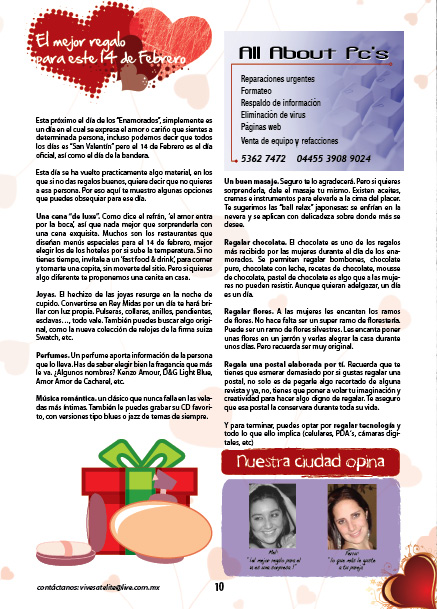 El mejor regalo
para este 14 de Febrero
Esta próximo el día de los “Enamorados”, simplemente es
un día en el cual se expresa el amor o cariño que sientes a
determinada persona, incluso podemos decir que todos
los días es “San Valentín” pero el 14 de Febrero es el día
oficial, así como el día de la bandera.
Esta día se ha vuelto practicamente algo material, en los
que si no das regalos buenos, quiere decir que no quieres
a esa persona. Por eso aquí te muestro algunas opciones
que puedes obsequiar para ese día.
Una cena “de luxe”. Como dice el refrán, ‘el amor entra
por la boca’, así que nada mejor que sorprenderla con
una cena exquisita. Muchos son los restaurantes que
diseñan menús especiales para el 14 de febrero, mejor
elegir los de los hoteles por si sube la temperatura. Si no
tienes tiempo, invítale a un ‘fast food & drink’, para comer
y tomarte una copita, sin moverte del sitio. Pero si quieres
algo diferente te proponemos una cenita en casa.
Joyas. El hechizo de las joyas resurge en la noche de
cupido. Convertirse en Rey Midas por un día te hará bri-
llar con luz propia. Pulseras, collares, anillos, pendientes,
esclavas…, todo vale. También puedes buscar algo origi-
nal, como la nueva colección de relojes de la firma suiza
Swatch, etc.
Perfumes. Un perfume aporta información de la persona
que lo lleva. Has de saber elegir bien la fragancia que más
le va. ¿Algunos nombres? Kenzo Amour, D&G Light Blue,
Amor Amor de Cacharel, etc.
Música romántica. un clásico que nunca falla en las vela-
das más íntimas. También le puedes grabar su CD favori-
to, con versiones tipo blues o jazz de temas de siempre.
All About Pc's
Reparaciones urgentes
Formateo
Respaldo de información
Eliminación de virus
Páginas web
Venta de equipo y refacciones
5362 7472 04455 3908 9024
Un buen masaje. Seguro te lo agradecerá. Pero si quieres
sorprenderla, dale el masaje tu mismo. Existen aceites,
cremas e instrumentos para elevarle a la cima del placer.
Te sugerimos las “ball relax” japonesas: se enfrían en la
nevera y se aplican con delicadeza sobre donde más se
desee.
Regalar chocolate. El chocolate es uno de los regalos
más recibido por las mujeres durante el día de los ena-
morados. Se permiten regalar bombones, chocolate
puro, chocolate con leche, recetas de chocolate, mousse
de chocolate, pastel de chocolate es algo que a las muje-
res no pueden resistir. Aunque quieran adelgazar, un día
es un día.
Regalar flores. A las mujeres les encantan los ramos
de flores. No hace falta ser un super ramo de floristería.
Puede ser un ramo de flores silvestres. Les encanta poner
unas flores en un jarrón y verlas alegrar la casa durante
unos días. Pero recuerda ser muy original.
Regala una postal elaborada por tí. Recuerda que te
tienes que esmerar demasiado por si gustas regalar una
postal, no solo es de pegarle algo recortado de alguna
revista y ya, no, tienes que poner a volar tu imaginación y
creatividad para hacer algo digno de regalar. Te aseguro
que esa postal la conservara durante toda su vida.
Y para terminar, puedes optar por regalar tecnología y
todo lo que ello implica (celulares, PDA's, cámaras digi-
tales, etc)
Nuestra ciudad opina
Mel:
"¡el mejor regalo para el
es una sorpresa !"
"lo que más le guste
a tu pareja"
contáctanos: vivesatelite@live.com.mx
10